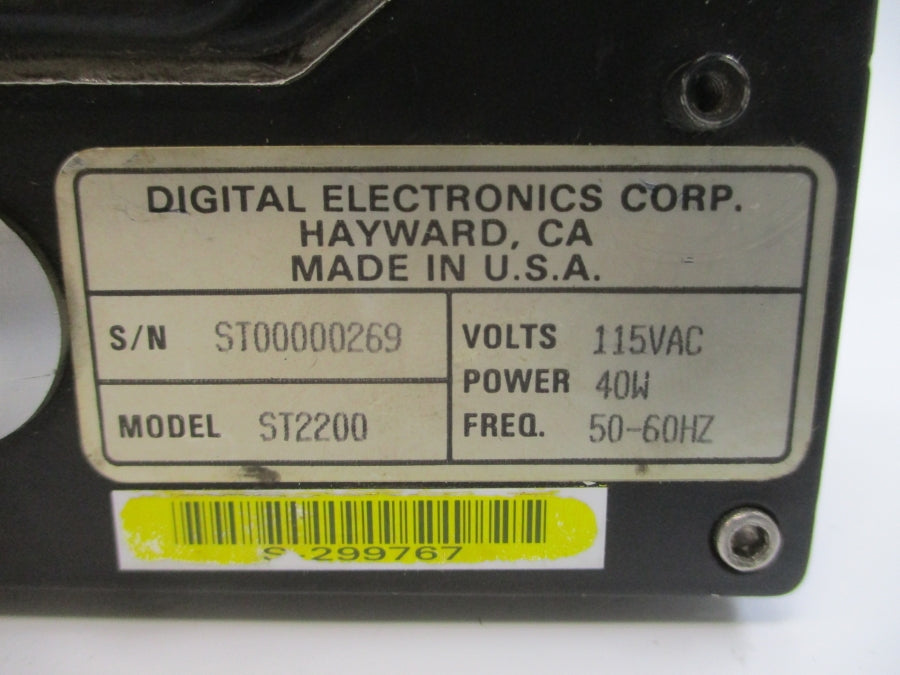 DIGITAL ELECTRONICS CORP.
HAYWARD, CA
MADE IN U.S.A.
S/N ST00000269
MODEL ST2200
VOLTS 115VAC
POWER 40W
FREQ. 50-60HZ
S-299767